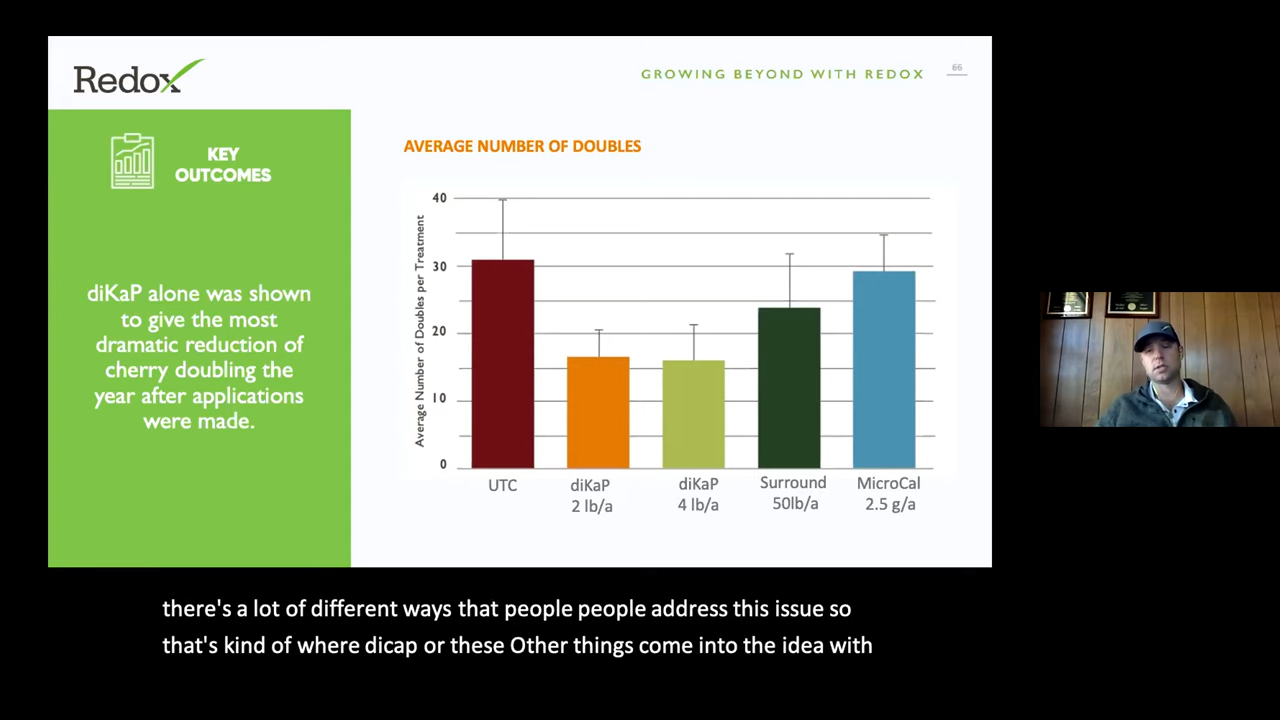 Redox
GROWING BEYOND WITH REDOX
66
KEY
OUTCOMES
diKaP alone was shown
to give the most
dramatic reduction of
cherry doubling the
year after applications
were made.
AVERAGE NUMBER OF DOUBLES
Average Number of Doubles per Treatment
40
30
20
10
0
UTC
diKaP
2 lb/a
diKaP
4 lb/a
Surround
50lb/a
MicroCal
2.5 g/a
there's a lot of different ways that people people address this issue so
that's kind of where dicap or these Other things come into the idea with